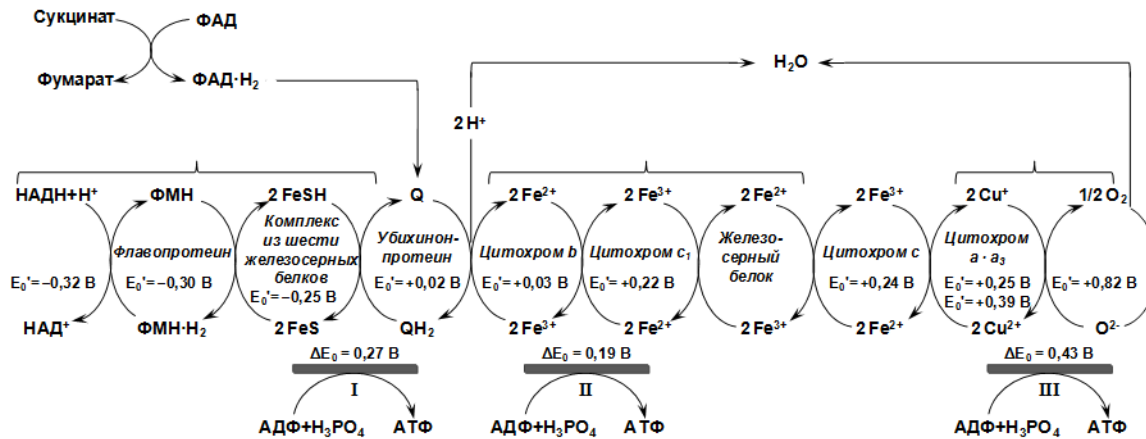 Сукцинат ФАД
Фумарат ФАД·H₂
H₂O
2 H⁺
НАДН+H⁺ ФМН 2 FeSH Q 2 Fe²⁺ 2 Fe³⁺ 2 Fe²⁺ 2 Fe³⁺ 2 Cu⁺ 1/2 O₂
Флавопротеин
E₀'= –0,32 В E₀'= –0,30 В
Комплекс
из шести
железосерных
белков
E₀'= –0,25 В
Убихинон-
протеин
E₀'= +0,02 В
Цитохром b
E₀'= +0,03 В
Цитохром c₁
E₀'= +0,22 В
Железо-
серный
белок
Цитохром c
E₀'= +0,24 В
Цитохром
a · a₃
E₀'= +0,25 В
E₀'= +0,39 В
E₀'= +0,82 В
НАД⁺ ФМН·H₂ 2 FeS QH₂ 2 Fe³⁺ 2 Fe²⁺ 2 Fe³⁺ 2 Fe²⁺ 2 Cu²⁺ O²⁻
ΔE₀ = 0,27 В ΔE₀ = 0,19 В ΔE₀ = 0,43 В
I II III
АДФ+H₃PO₄ АТФ АДФ+H₃PO₄ АТФ АДФ+H₃PO₄ АТФ